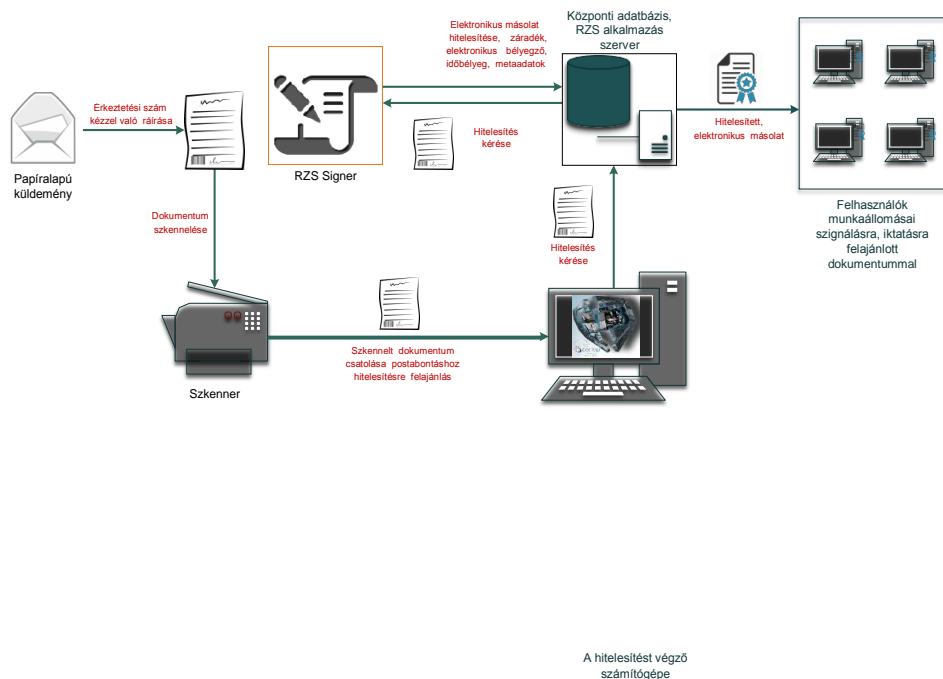 Központi adatbázis,
RZS alkalmazás
szerver
Elektronikus másolat
hitelesítése, záradék,
elektronikus bélyegző,
időbélyeg, metaadatok
Érkeztetési szám
kézzel való ráírása
Hitelesítés
kérése
Hitelesített,
elektronikus másolat
Papíralapú
küldemény
RZS Signer
Felhasználók
munkaállomásai
szignálásra, iktatásra
felajánlott
dokumentummal
Dokumentum
szkennelése
Hitelesítés
kérése
Szkennelt dokumentum
csatolása postabontáshoz
hitelesítésre felajánlás
Szkenner
A hitelesítést végző
számítógépe